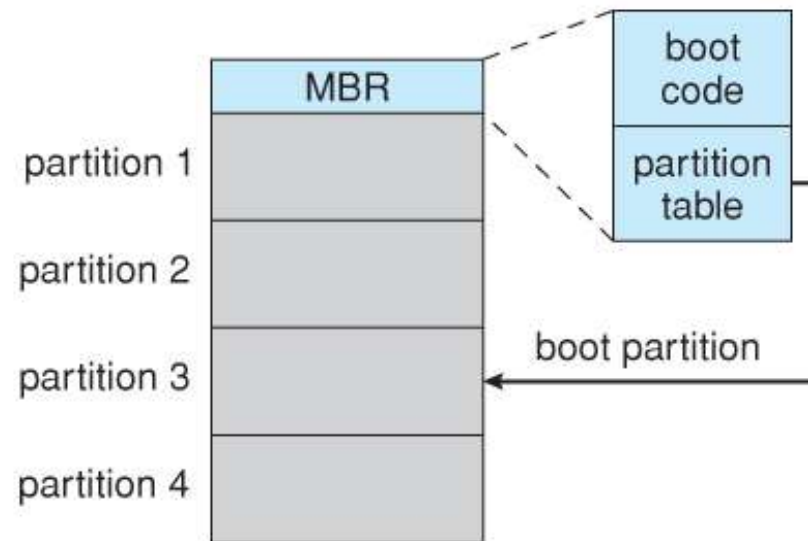 MBR
boot
code
partition
table
partition 1
partition 2
boot partition
partition 3
partition 4